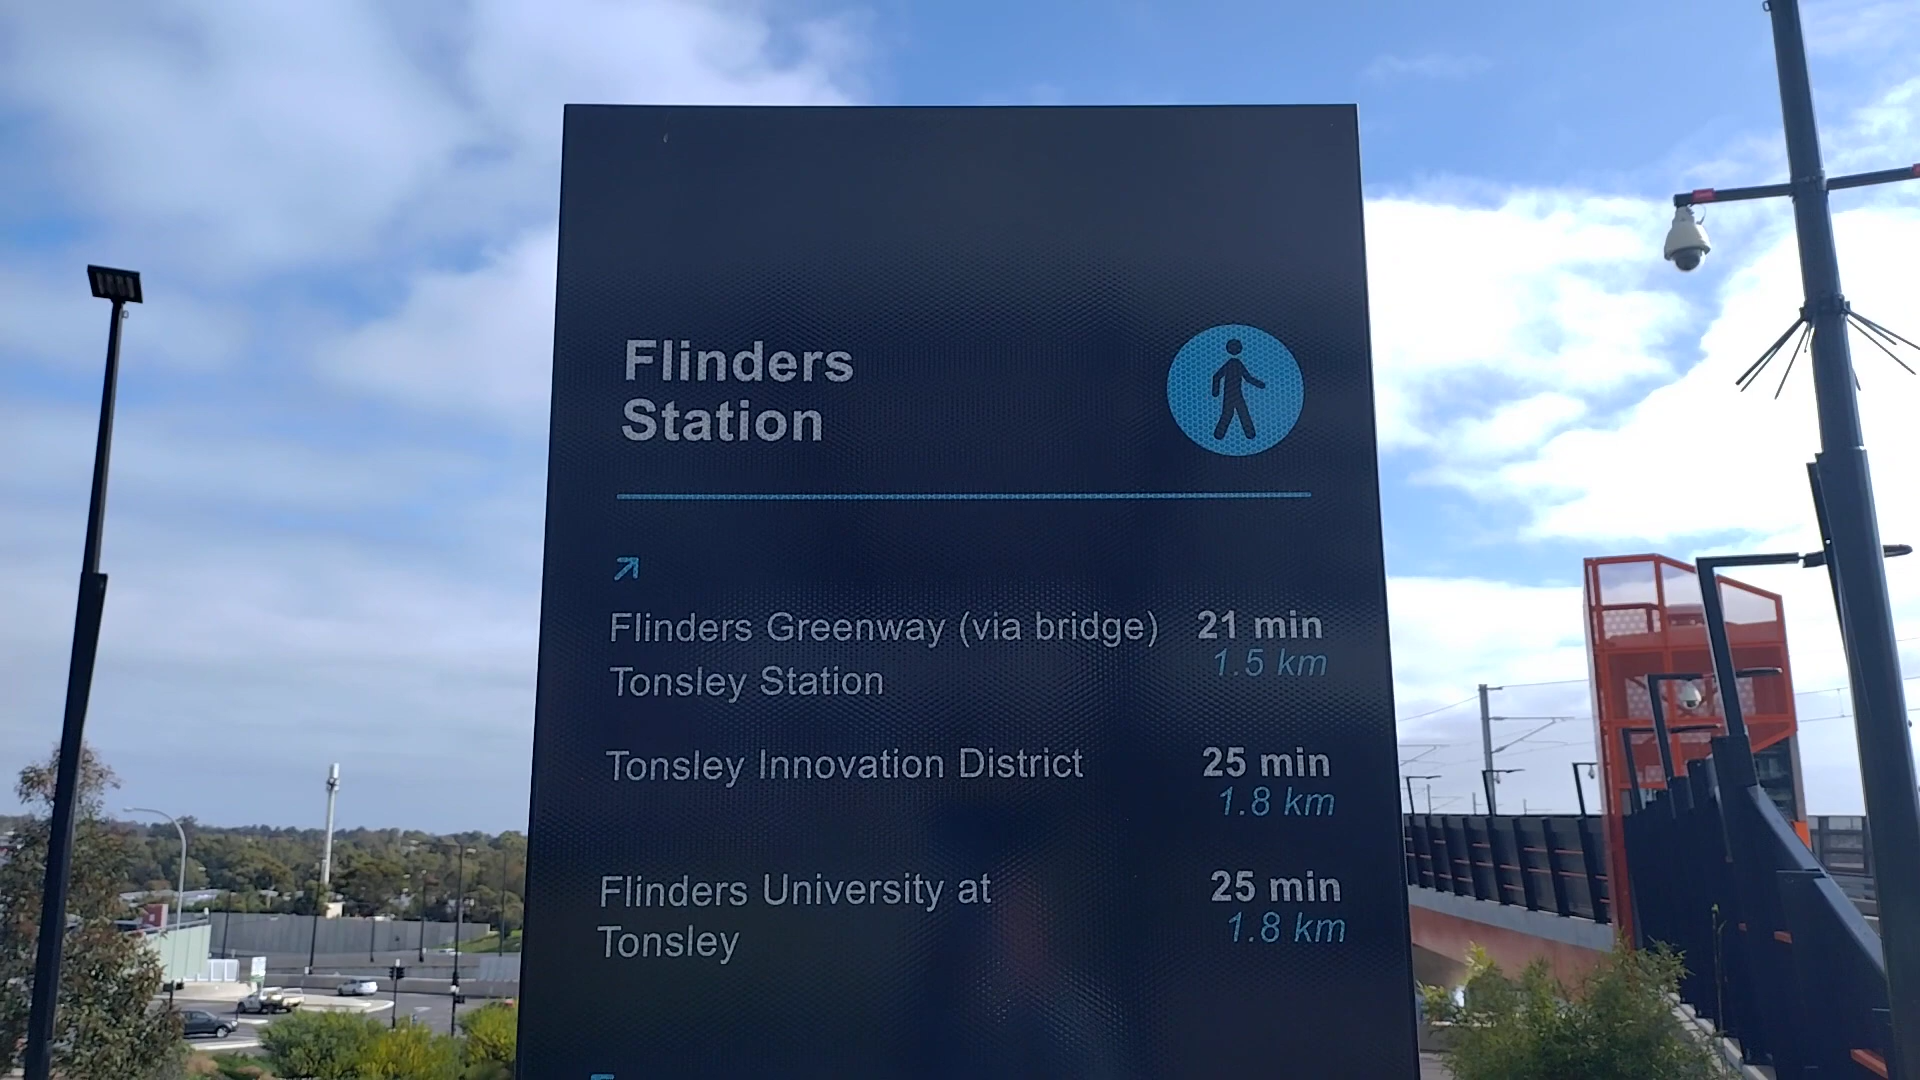 Flinders
Station
Flinders Greenway (via bridge) 21 min
1.5 km
Tonsley Station
Tonsley Innovation District 25 min
1.8 km
Flinders University at 25 min
Tonsley 1.8 km